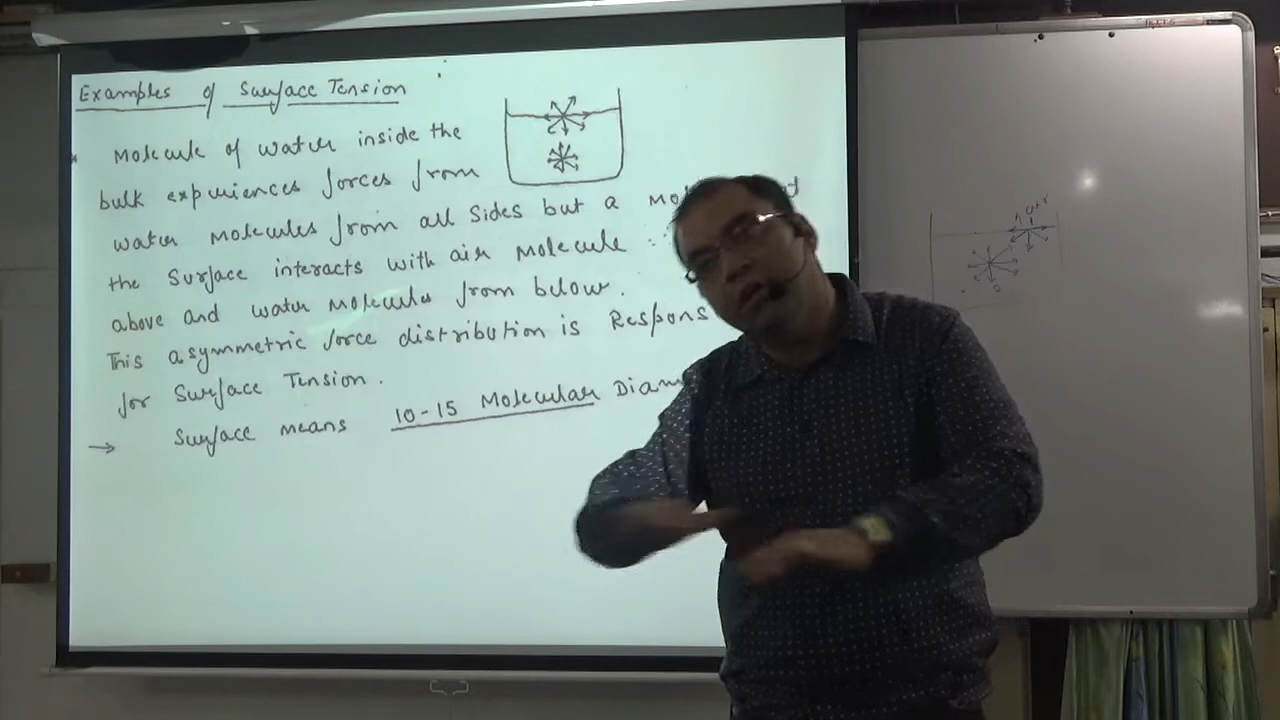 Examples of Surface Tension
Molecule of water inside the
bulk experiences forces from
water molecules from all sides but a
the surface interacts with air molecule
above and water molecules from below.
This asymmetric force distribution is Respons
for Surface Tension.
→ Surface means 10-15 Molecular Diam